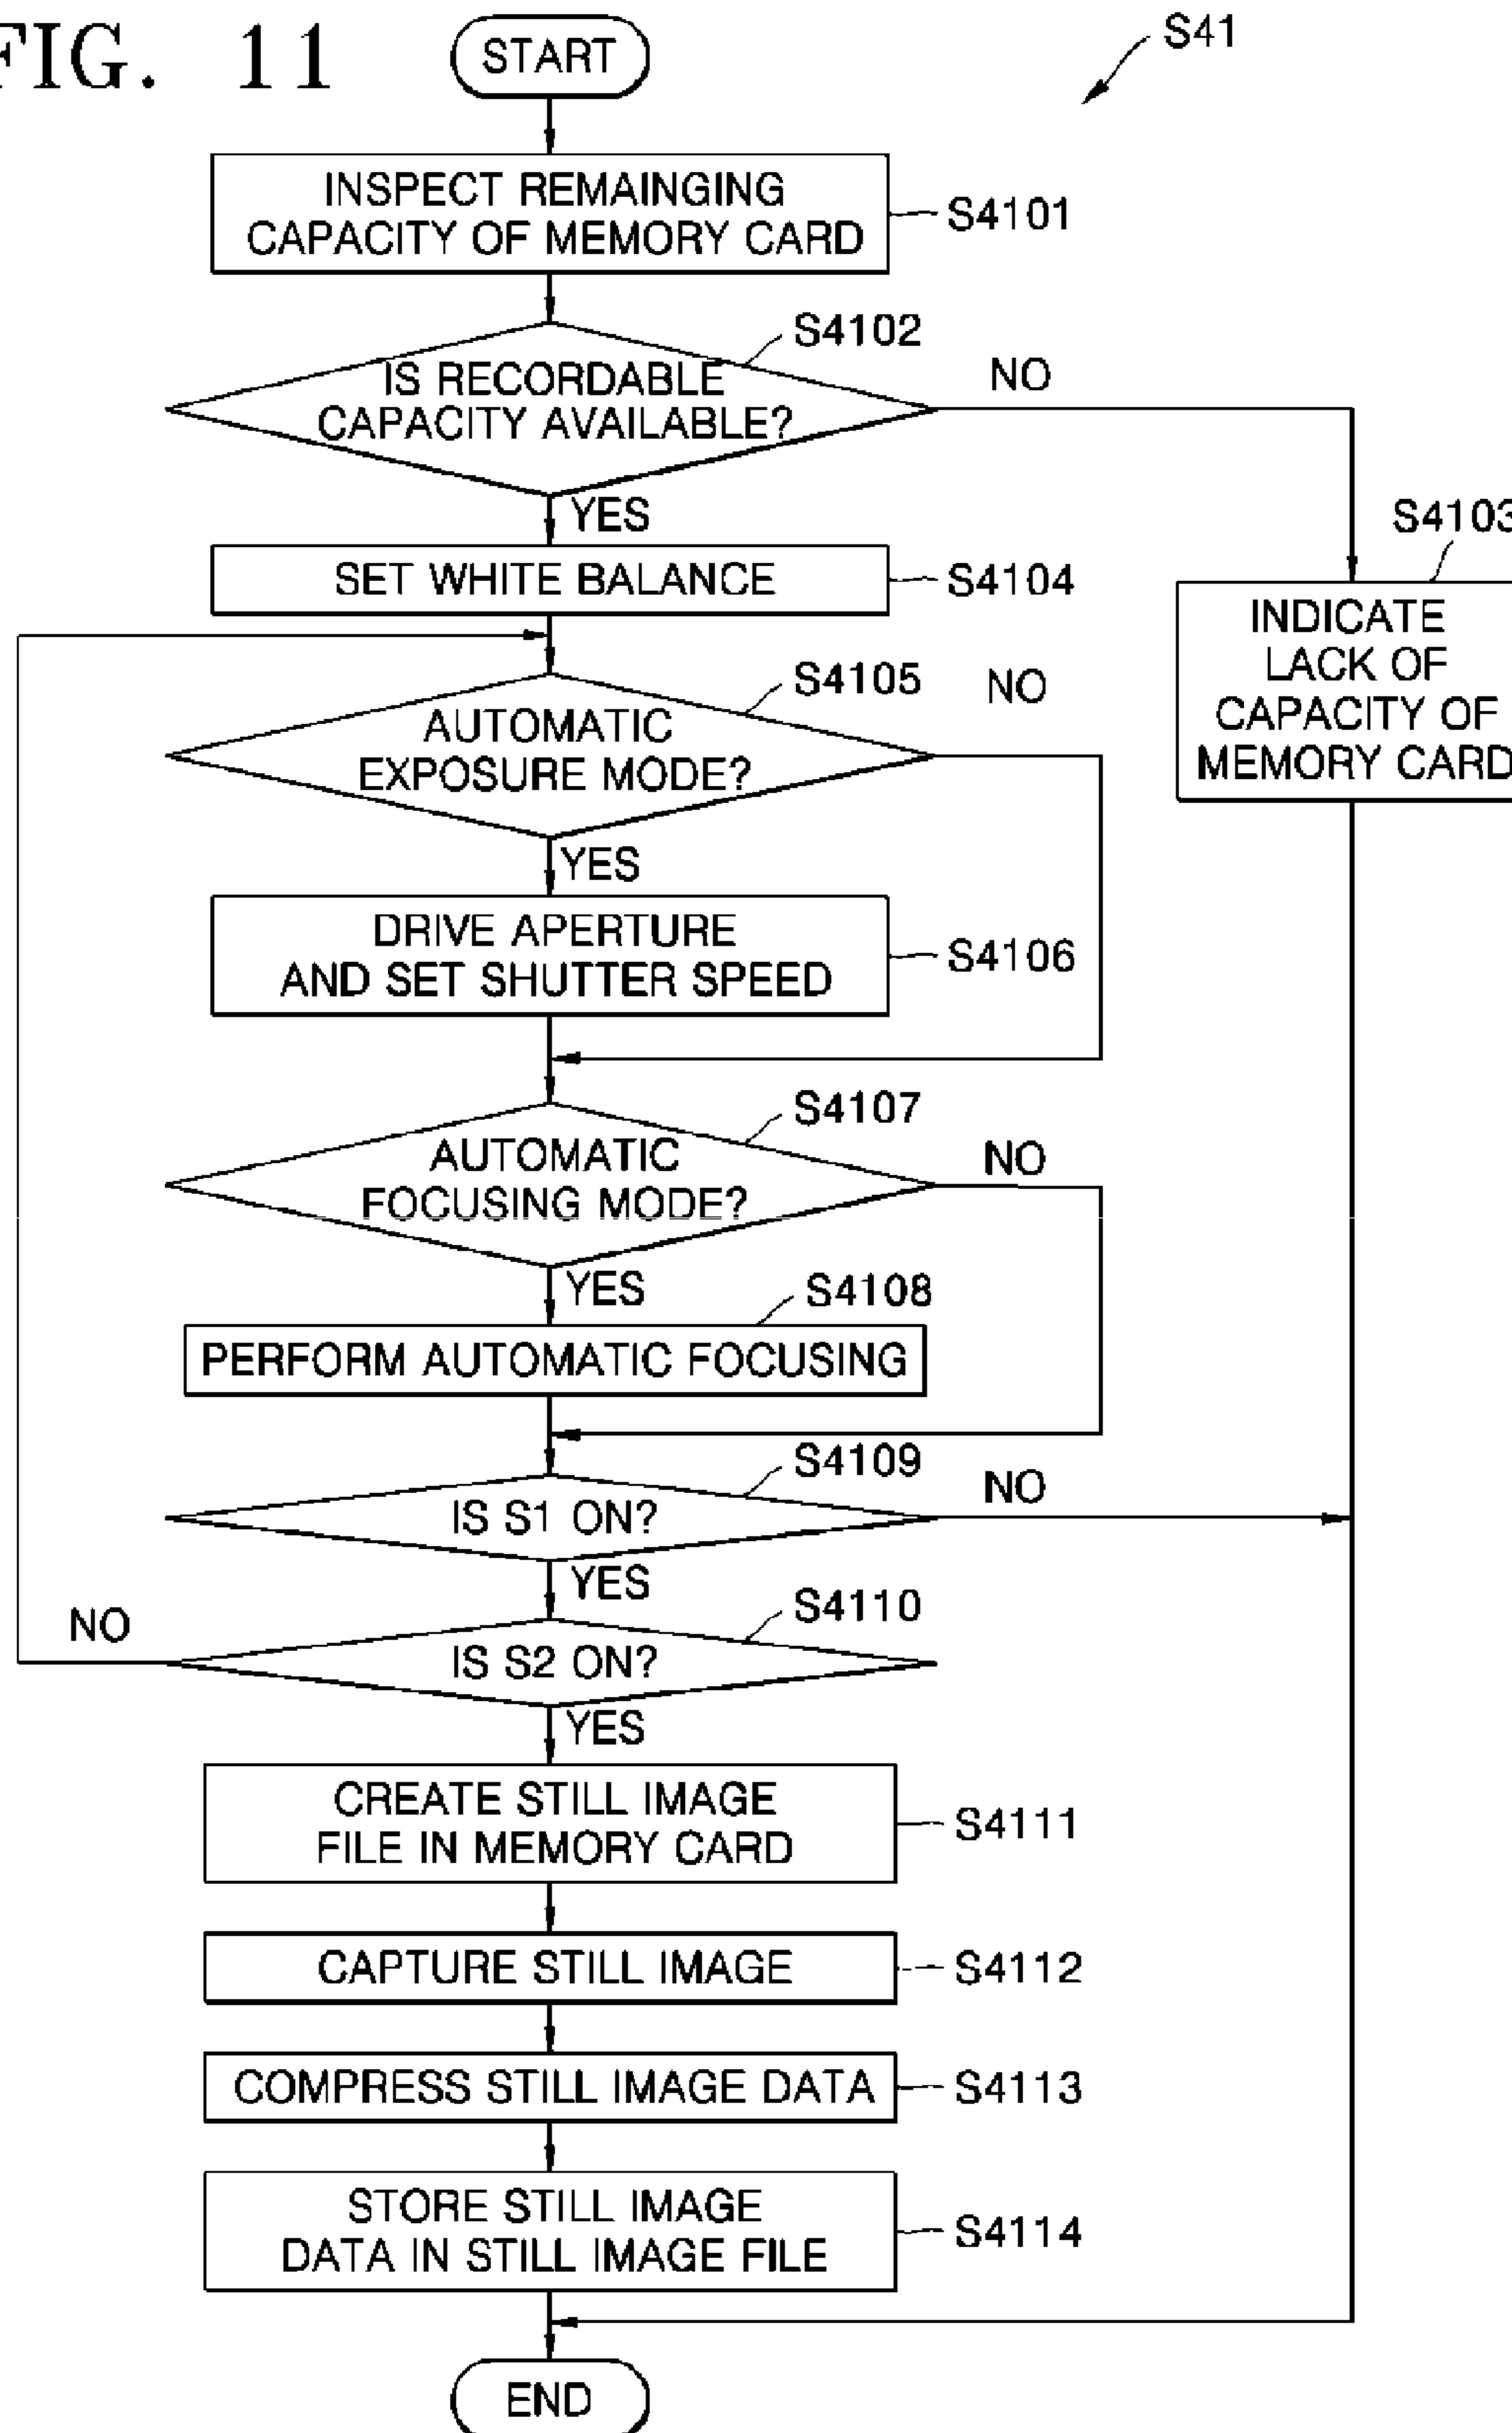 FIG. 11
START
S41
INSPECT REMAINGING
CAPACITY OF MEMORY CARD
S4101
S4102
IS RECORDABLE
CAPACITY AVAILABLE?
NO
YES
S4103
SET WHITE BALANCE
S4104
INDICATE
LACK OF
CAPACITY OF
MEMORY CARD
S4105
NO
AUTOMATIC
EXPOSURE MODE?
YES
DRIVE APERTURE
AND SET SHUTTER SPEED
S4106
S4107
AUTOMATIC
FOCUSING MODE?
NO
YES
S4108
PERFORM AUTOMATIC FOCUSING
S4109
NO
IS S1 ON?
YES
S4110
NO
IS S2 ON?
YES
CREATE STILL IMAGE
FILE IN MEMORY CARD
S4111
CAPTURE STILL IMAGE
S4112
COMPRESS STILL IMAGE DATA
S4113
STORE STILL IMAGE
DATA IN STILL IMAGE FILE
S4114
END